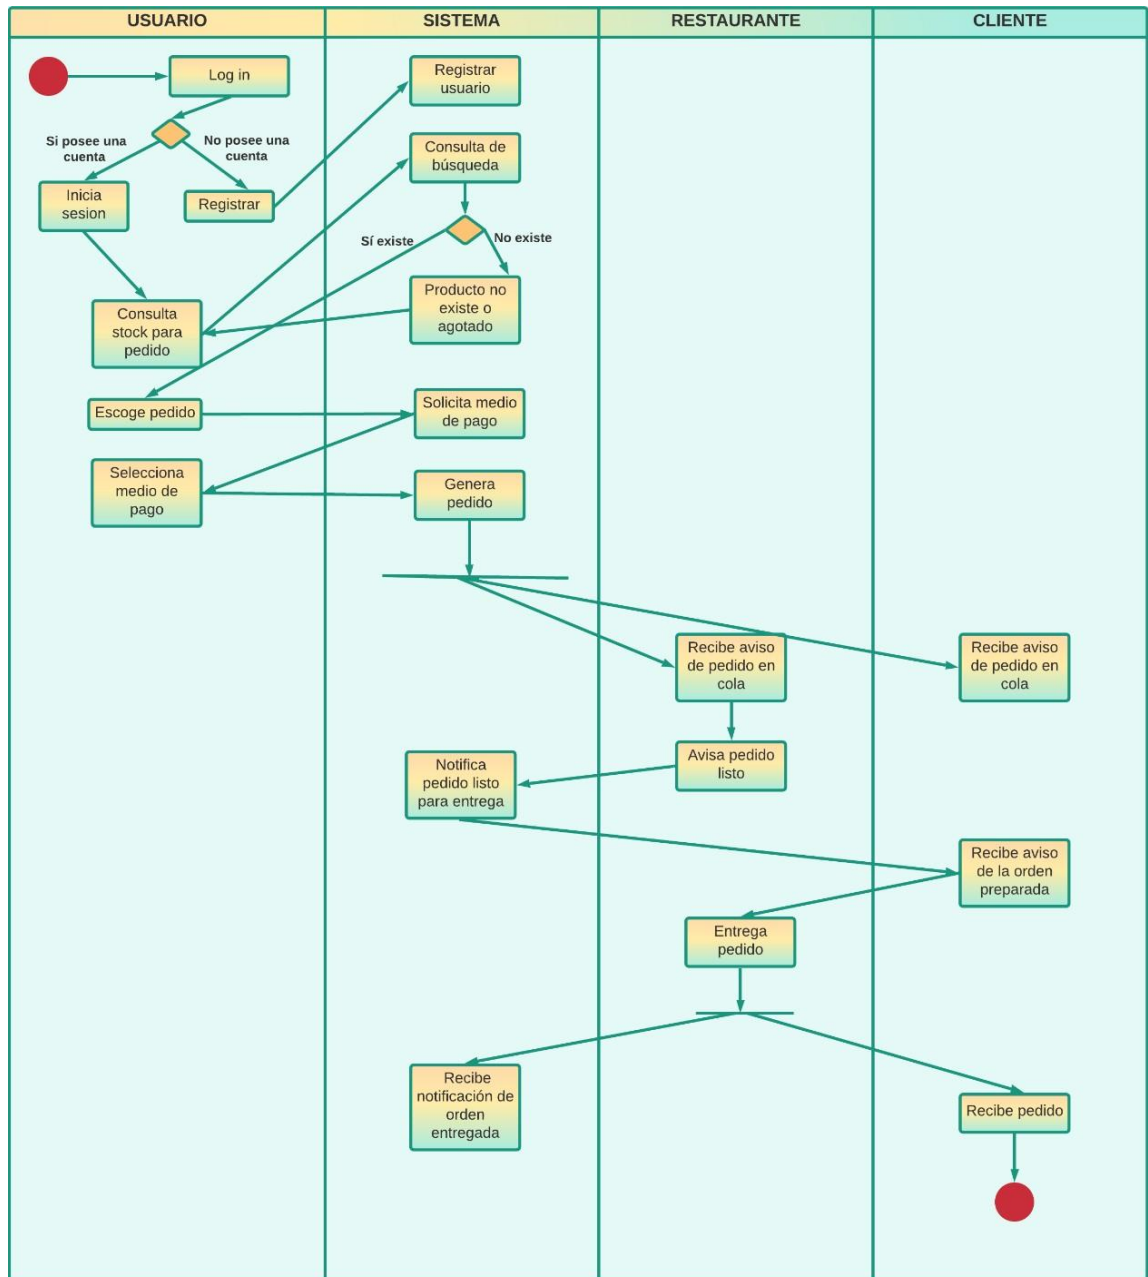 USUARIO
SISTEMA
RESTAURANTE
CLIENTE
Log in
Si posee una
cuenta
No posee una
cuenta
Inicia
sesion
Registrar
Registrar
usuario
Consulta de
búsqueda
Sí existe
No existe
Consulta
stock para
pedido
Producto no
existe o
agotado
Escoge pedido
Solicita medio
de pago
Selecciona
medio de
pago
Genera
pedido
Recibe aviso
de pedido en
cola
Recibe aviso
de pedido en
cola
Avisa pedido
listo
Notifica
pedido listo
para entrega
Recibe aviso
de la orden
preparada
Entrega
pedido
Recibe
notificación de
orden
entregada
Recibe pedido